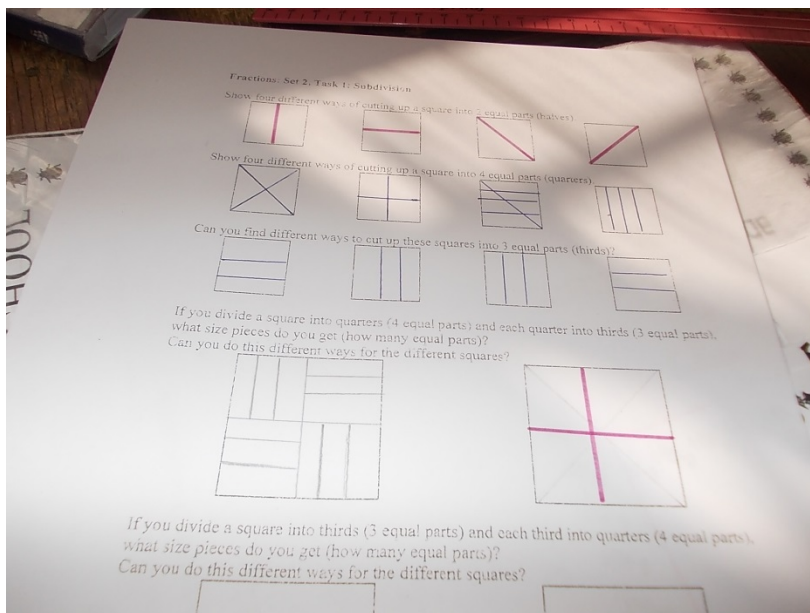 Fractions: Set 2, Task 1: Subdivision
Show four different ways of cutting up a square into 2 equal parts (halves)
Show four different ways of cutting up a square into 4 equal parts (quarters)
Can you find different ways to cut up these squares into 3 equal parts (thirds)?
If you divide a square into quarters (4 equal parts) and each quarter into thirds (3 equal parts),
what size pieces do you get (how many equal parts)?
Can you do this different ways for the different squares?
If you divide a square into thirds (3 equal parts) and each third into quarters (4 equal parts),
what size pieces do you get (how many equal parts)?
Can you do this different ways for the different squares?